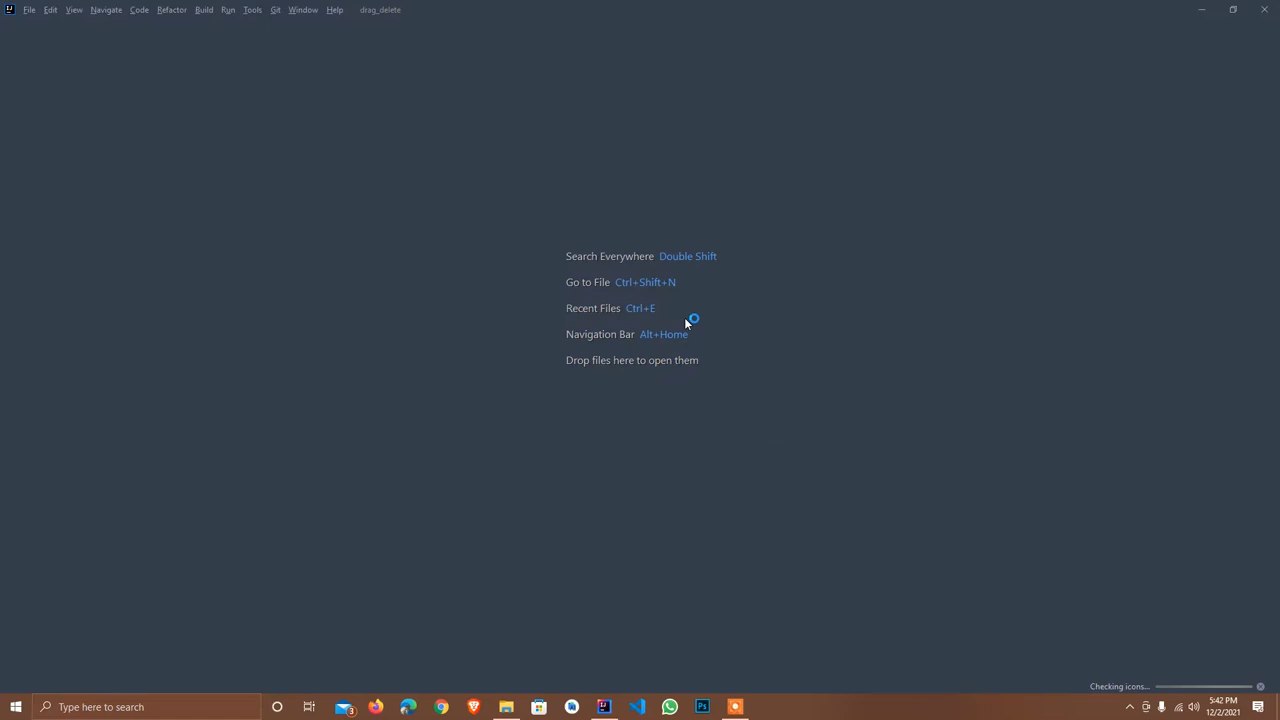 File Edit View Navigate Code Refactor Build Run Tools Git Window Help drag_delete
Search Everywhere Double Shift
Go to File Ctrl+Shift+N
Recent Files Ctrl+E
Navigation Bar Alt+Home
Drop files here to open them
Checking icons...
Type here to search
3
Ps
5:42 PM
12/2/2021